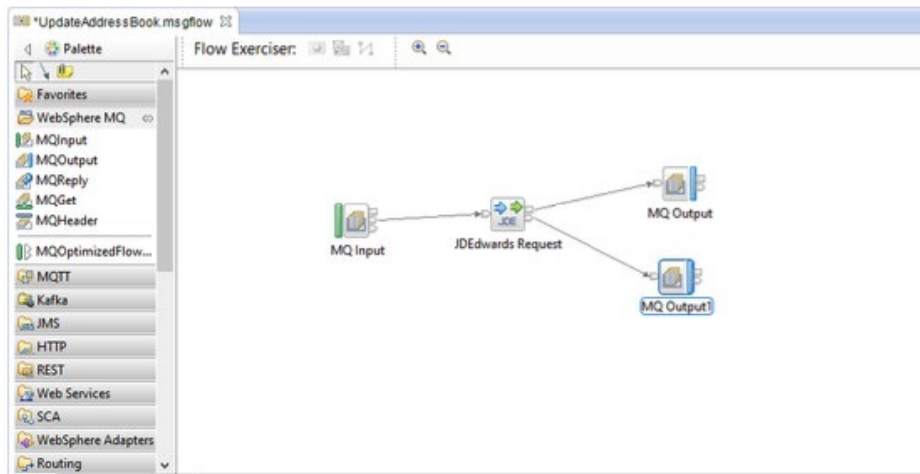 *UpdateAddressBook.msgflow
Palette
Flow Exerciser:
Favorites
WebSphere MQ
MQInput
MQOutput
MQReply
MQGet
MQHeader
MQOptimizedFlow...
MQTT
Kafka
JMS
HTTP
REST
Web Services
SCA
WebSphere Adapters
Routing
MQ Input
JDE
JDEdwards Request
MQ Output
MQ Output1